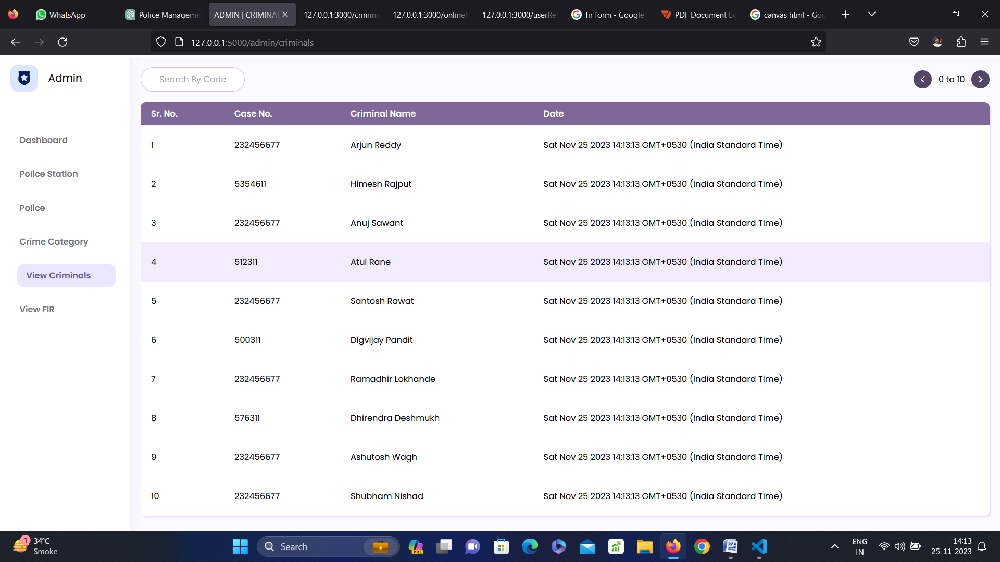 WhatsApp
Police Manageme
ADMIN | CRIMINAL
127.0.0.1:3000/crimina
127.0.0.1:3000/onlineF
127.0.0.1:3000/userRe
fir form - Google
PDF Document Ec
canvas html - Goo
127.0.0.1:5000/admin/criminals
Admin
Search By Code
0 to 10
Dashboard
Police Station
Police
Crime Category
View Criminals
View FIR
Sr. No. Case No. Criminal Name Date
1 232456677 Arjun Reddy Sat Nov 25 2023 14:13:13 GMT+0530 (India Standard Time)
2 5354611 Himesh Rajput Sat Nov 25 2023 14:13:13 GMT+0530 (India Standard Time)
3 232456677 Anuj Sawant Sat Nov 25 2023 14:13:13 GMT+0530 (India Standard Time)
4 512311 Atul Rane Sat Nov 25 2023 14:13:13 GMT+0530 (India Standard Time)
5 232456677 Santosh Rawat Sat Nov 25 2023 14:13:13 GMT+0530 (India Standard Time)
6 500311 Digvijay Pandit Sat Nov 25 2023 14:13:13 GMT+0530 (India Standard Time)
7 232456677 Ramadhir Lokhande Sat Nov 25 2023 14:13:13 GMT+0530 (India Standard Time)
8 576311 Dhirendra Deshmukh Sat Nov 25 2023 14:13:13 GMT+0530 (India Standard Time)
9 232456677 Ashutosh Wagh Sat Nov 25 2023 14:13:13 GMT+0530 (India Standard Time)
10 232456677 Shubham Nishad Sat Nov 25 2023 14:13:13 GMT+0530 (India Standard Time)
1
34°C
Smoke
Search
PRE
ENG
IN
14:13
25-11-2023